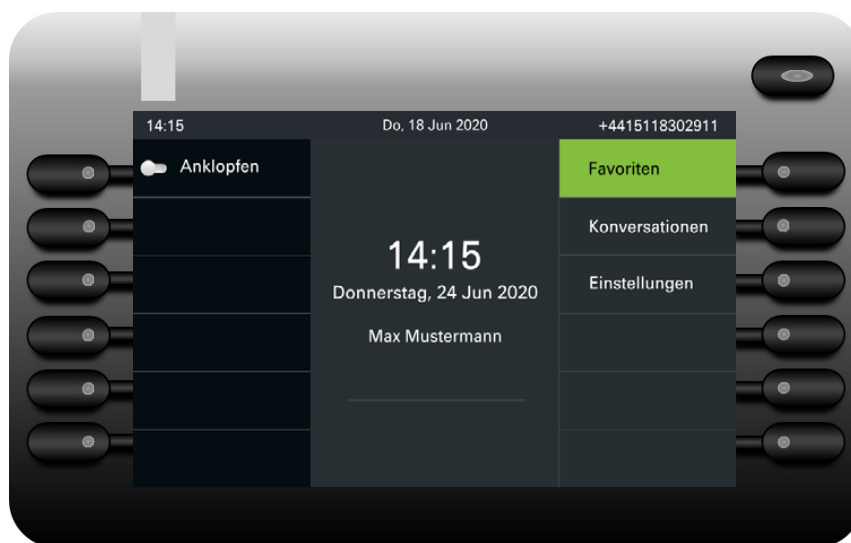 14:15 Do, 18 Jun 2020 +4415118302911
Anklopfen
Favoriten
Konversationen
Einstellungen
14:15
Donnerstag, 24 Jun 2020
Max Mustermann